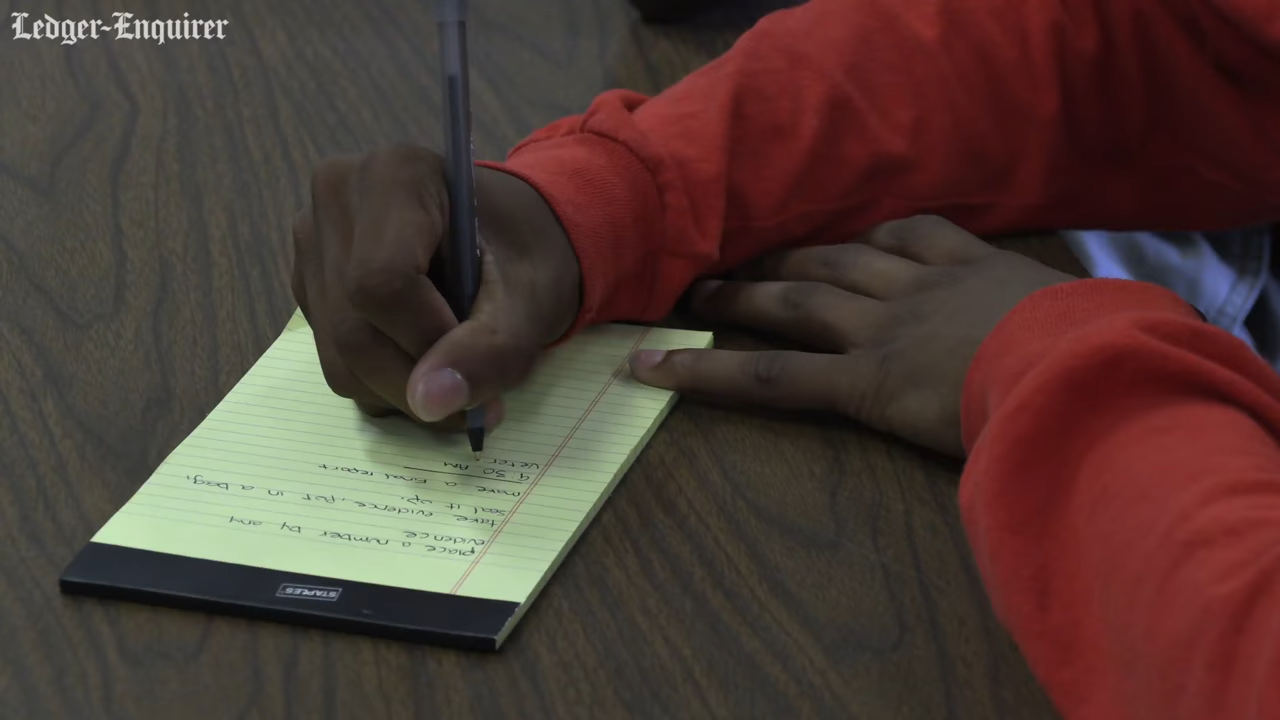 Ledger-Enquirer
STAPLES
place a number by any
evidence
take evidence, put in a bag,
seal it up.
make a final report
9:30 AM